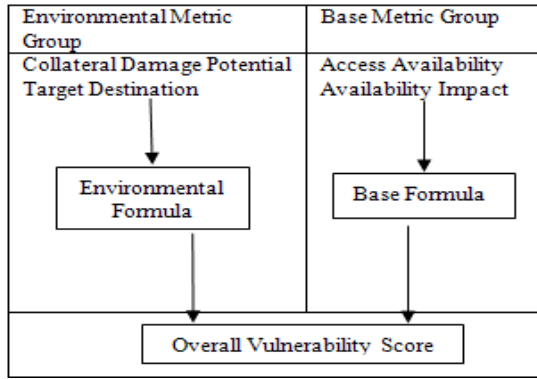 Environmental Metric
Group
Collateral Damage Potential
Target Destination
Environmental
Formula
Base Metric Group
Access Availability
Availability Impact
Base Formula
Overall Vulnerability Score